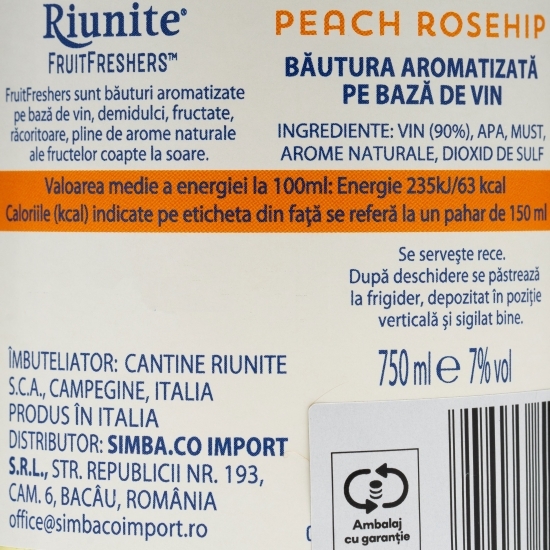 Riunite®
FRUITFRESHERS™
FruitFreshers sunt băuturi aromatizate
pe bază de vin, demidulci, fructate,
răcoritoare, pline de arome naturale
ale fructelor coapte la soare.
PEACH ROSEHIP
BĂUTURA AROMATIZATĂ
PE BAZĂ DE VIN
INGREDIENTE: VIN (90%), APA, MUST,
AROME NATURALE, DIOXID DE SULF
Valoarea medie a energiei la 100ml: Energie 235kJ/63 kcal
Caloriile (kcal) indicate pe eticheta din față se referă la un pahar de 150 ml
Se servește rece.
După deschidere se păstrează
la frigider, depozitat în poziție
verticală și sigilat bine.
750 ml e 7% vol
ÎMBUTELIATOR: CANTINE RIUNITE
S.C.A., CAMPEGINE, ITALIA
PRODUS ÎN ITALIA
DISTRIBUTOR: SIMBA.CO IMPORT
S.R.L., STR. REPUBLICII NR. 193,
CAM. 6, BACĂU, ROMÂNIA
office@simbacoimport.ro
Ambalaj
cu garanție